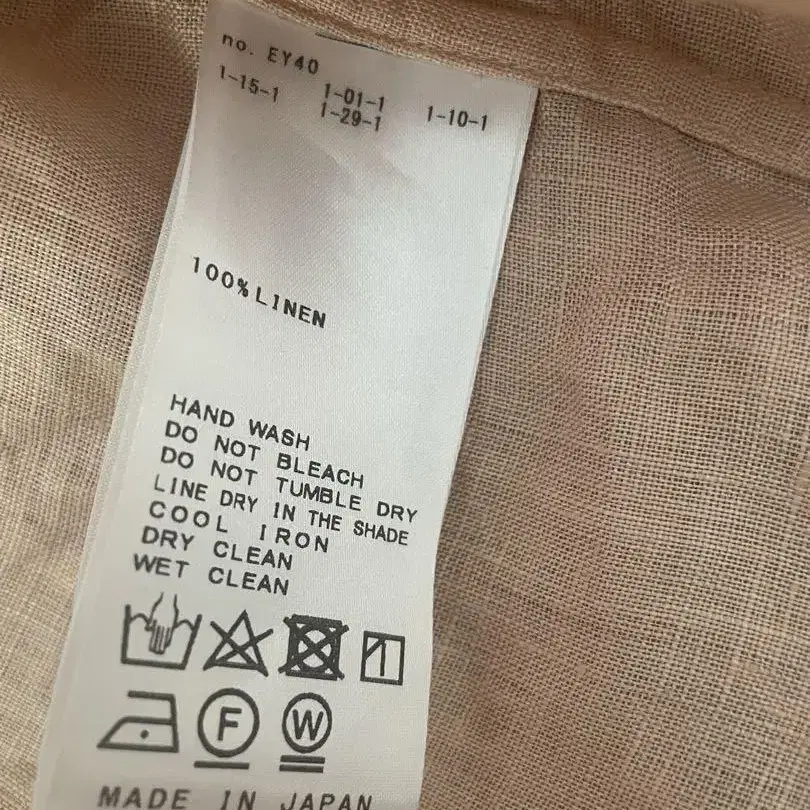 no. EY40
1-15-1 1-01-1 1-10-1
1-29-1
100%LINEN
HAND WASH
DO NOT BLEACH
DO NOT TUMBLE DRY
LINE DRY IN THE SHADE
COOL IRON
DRY CLEAN
WET CLEAN
F W
MADE IN JAPAN